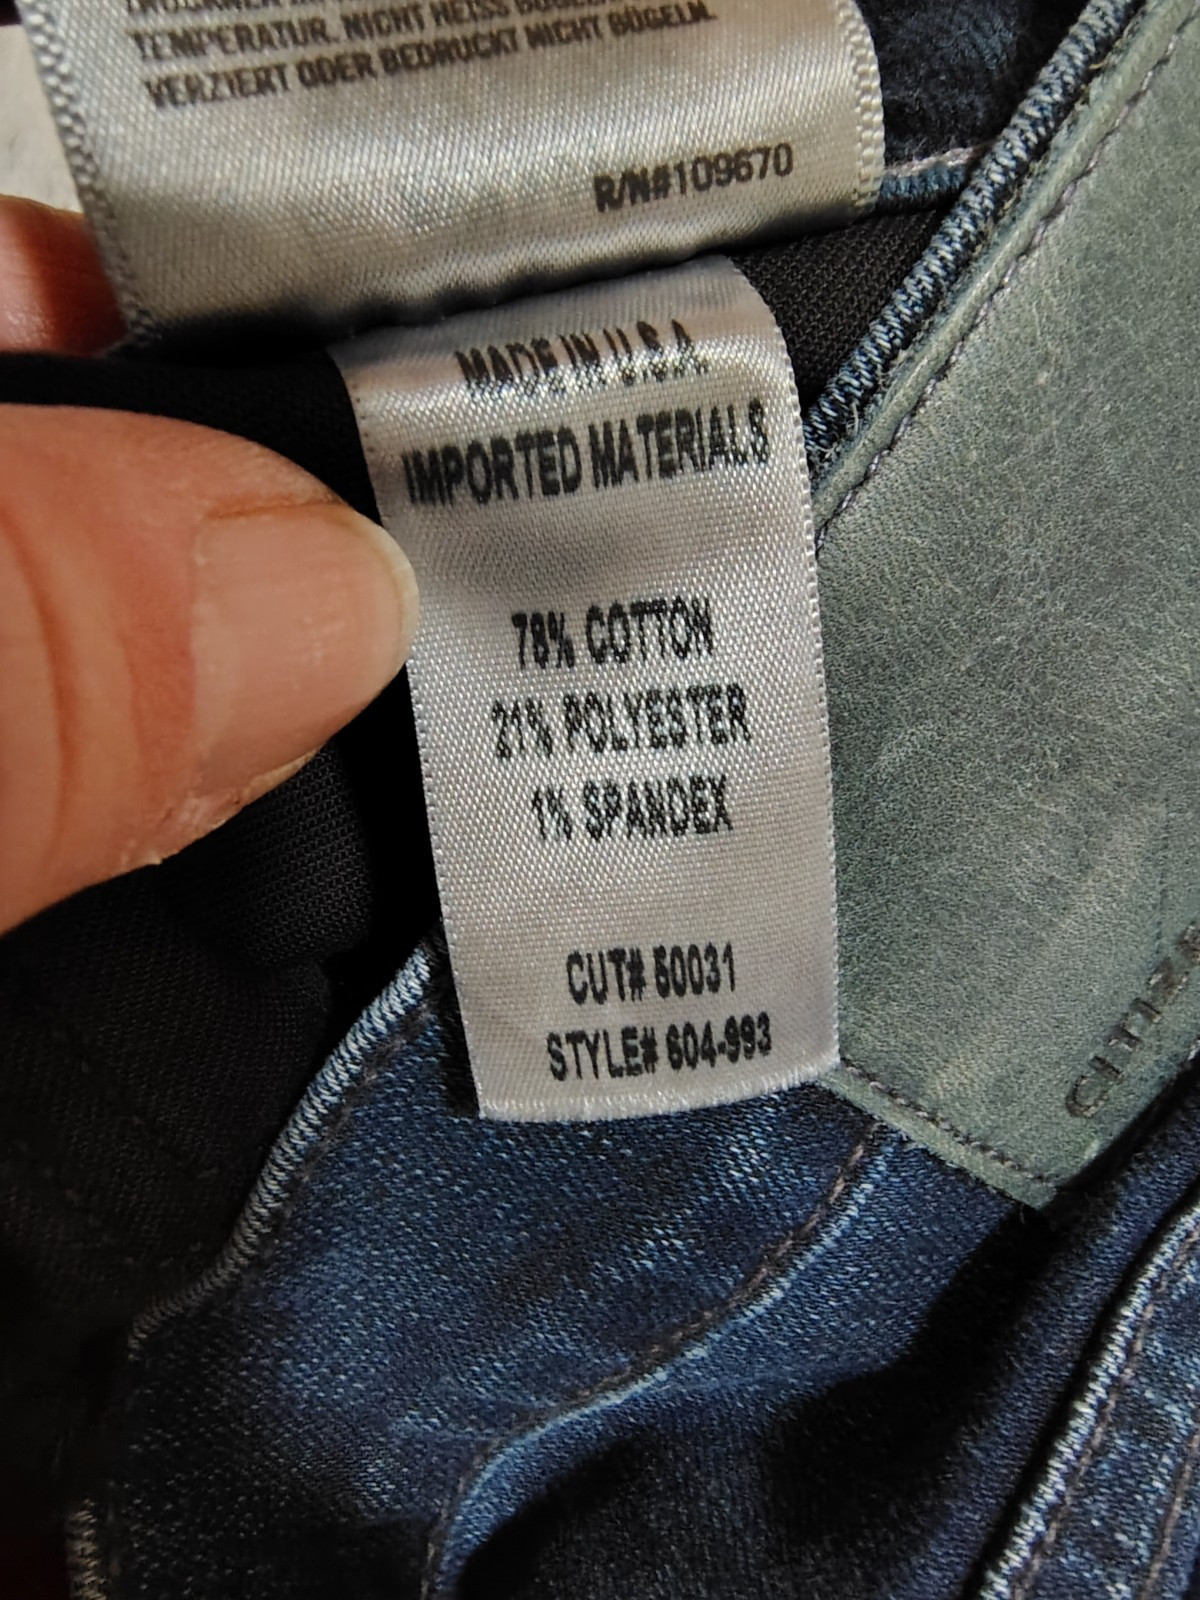 TEMPERATUR. NICHT HEISS BÜGELN.
VERZIERT ODER BEDRUCKT NICHT BÜGELN.
R/N#109670
MADE IN U.S.A.
IMPORTED MATERIALS
78% COTTON
21% POLYESTER
1% SPANDEX
CUT# 50031
STYLE# 604-993